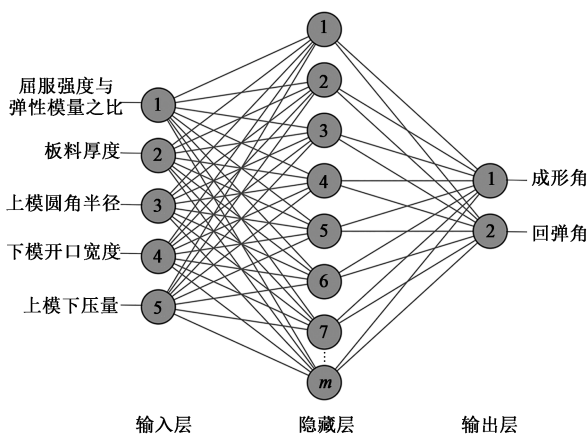 屈服强度与
弹性模量之比
板料厚度
上模圆角半径
下模开口宽度
上模下压量
1
2
3
4
5
1
2
3
4
5
6
7
m
1
2
成形角
回弹角
输入层
隐藏层
输出层